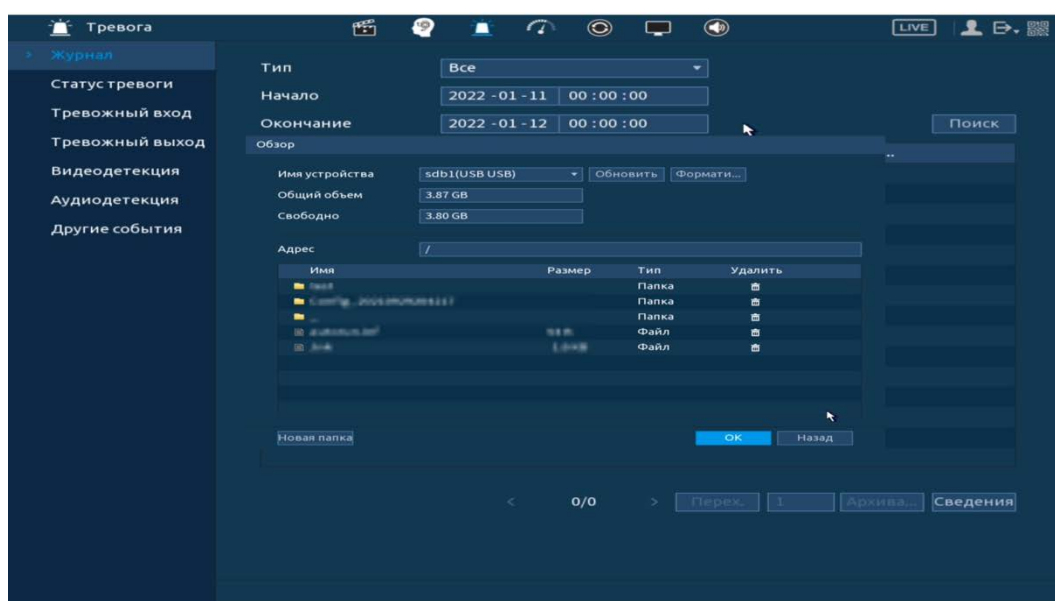 Тревога
LIVE
Журнал
Статус тревоги
Тревожный вход
Тревожный выход
Видеодетекция
Аудиодетекция
Другие события
Тип Все
Начало 2022 -01 -11 00 : 00 : 00
Окончание 2022 -01 -12 00 : 00 : 00
Поиск
Обзор
..
Имя устройства sdb1(USB USB) Обновить Формати...
Общий объем 3.87 GB
Свободно 3.80 GB
Адрес /
Имя Размер Тип Удалить
Папка
Папка
.. Папка
Файл
Файл
Новая папка OK Назад
< 0/0 > Перех.. 1 Архива... Сведения